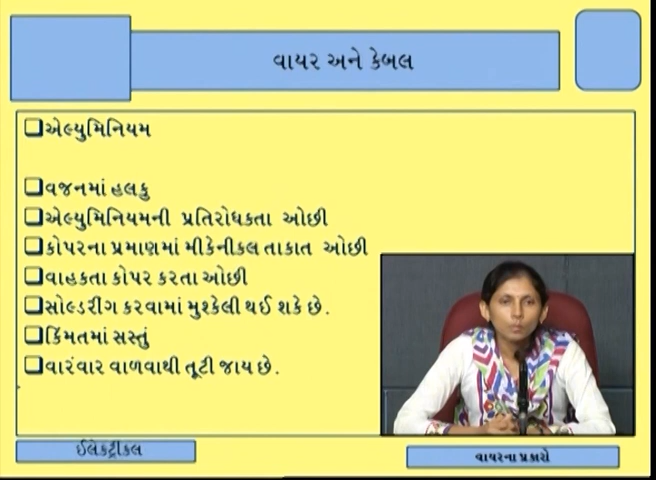 વાયર અને કેબલ
❑એલ્યુમિનિયમ
❑વજનમાં હલકુ
❑એલ્યુમિનિયમની પ્રતિરોધકતા ઓછી
❑કોપરના પ્રમાણમાં મીકેનીકલ તાકાત ઓછી
❑વાહકતા કોપર કરતા ઓછી
❑સોલ્ડરીંગ કરવામાં મુશ્કેલી થઈ શકે છે.
❑કિંમતમાં સસ્તું
❑વારંવાર વાળવાથી તૂટી જાય છે.
ઈલેક્ટ્રીકલ
વાયરના પ્રકારો